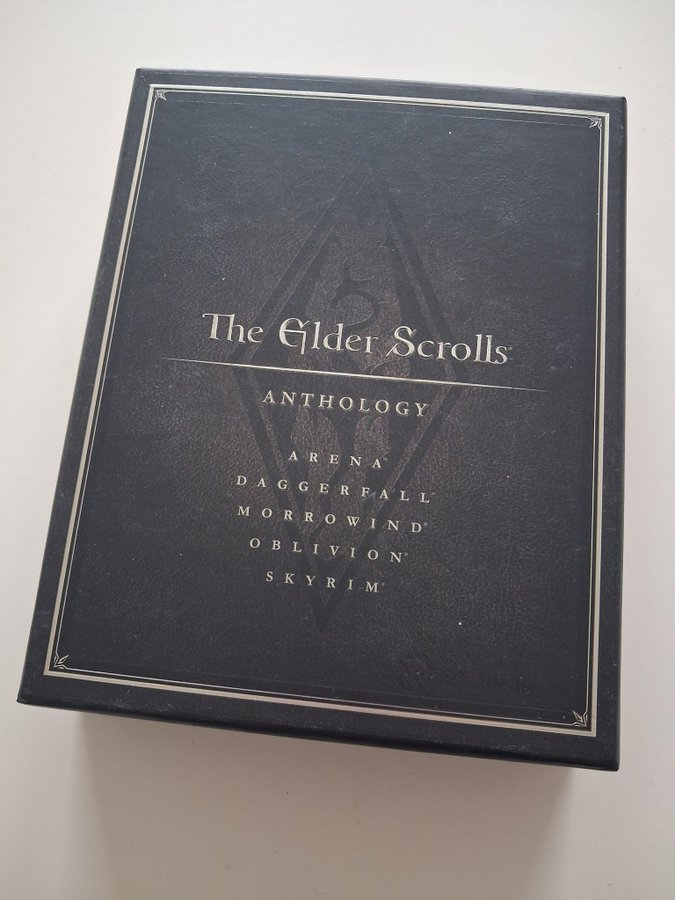 The Elder Scrolls
ANTHOLOGY
ARENA
DAGGERFALL
MORROWIND®
OBLIVION®
SKYRIM®